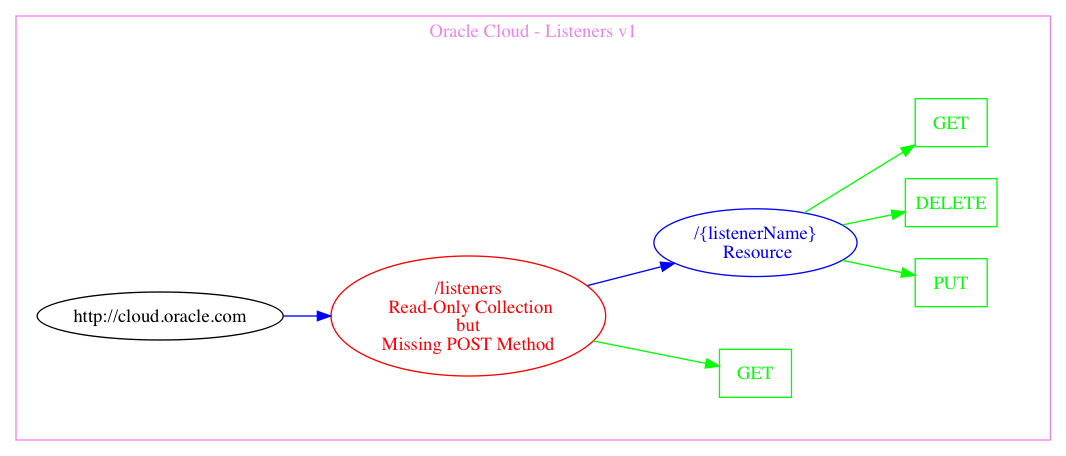 Oracle Cloud - Listeners v1
http://cloud.oracle.com
/listeners
Read-Only Collection
but
Missing POST Method
/{listenerName}
Resource
GET
DELETE
PUT
GET